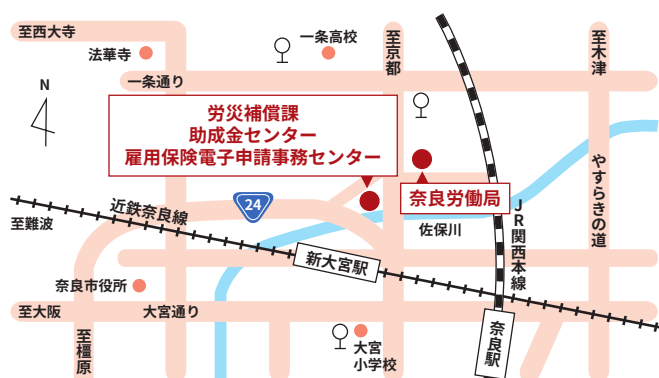 至西大寺
法華寺
一条高校
至京都
至木津
N
一条通り
労災補償課
助成金センター
雇用保険電子申請事務センター
奈良労働局
やすらきの道
近鉄奈良線
24
至難波
佐保川
JR関西本線
新大宮駅
奈良市役所
至大阪
大宮通り
奈良駅
至橿原
大宮
小学校